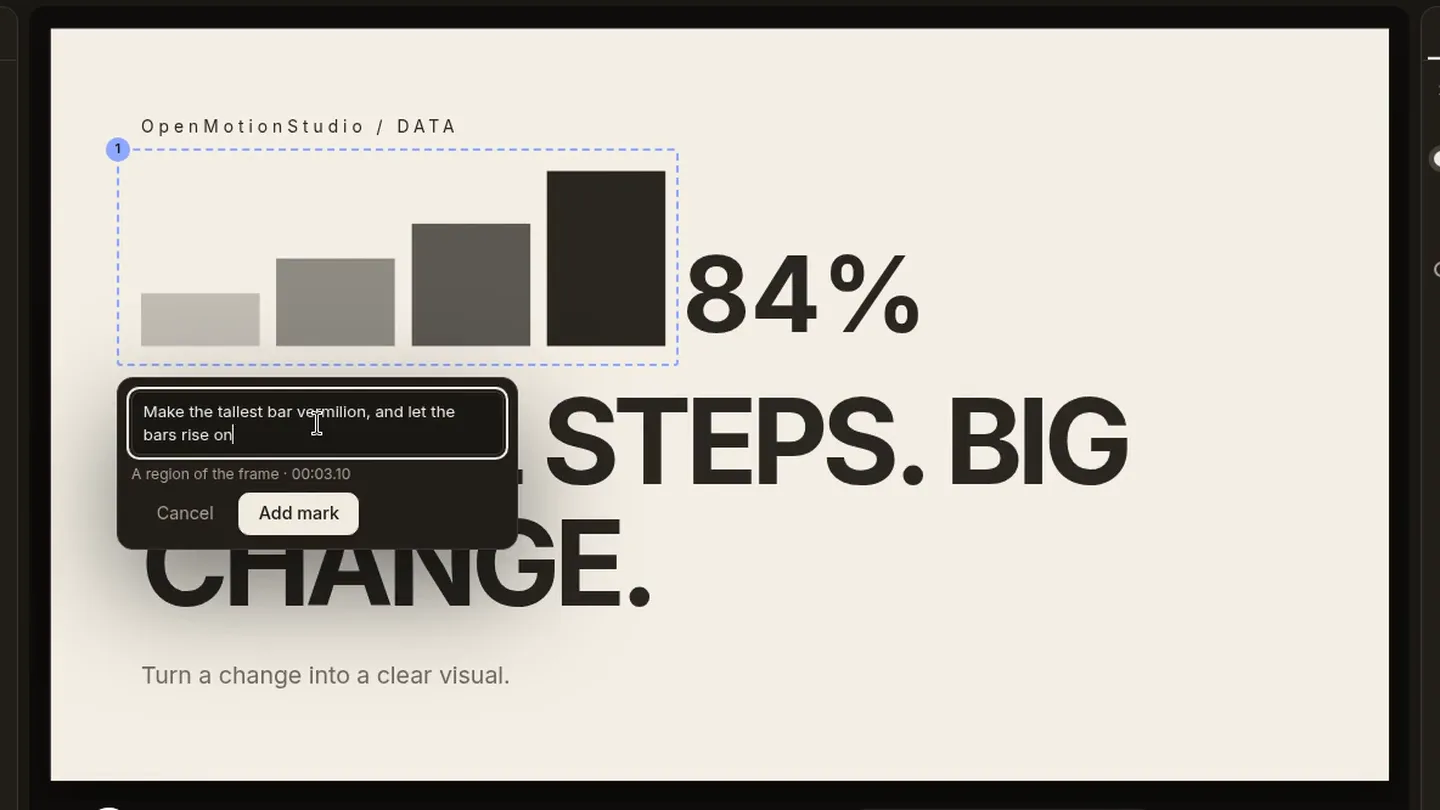 OpenMotionStudio / DATA
1
84%
Make the tallest bar vermilion, and let the
bars rise on
A region of the frame · 00:03.10
Cancel
Add mark
STEPS. BIG
CHANGE.
Turn a change into a clear visual.